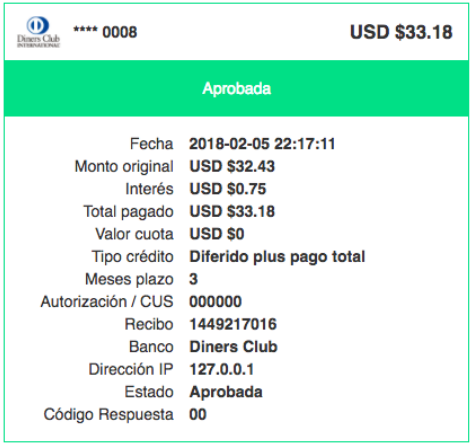 Diners Club
INTERNATIONAL
**** 0008
USD $33.18
Aprobada
Fecha 2018-02-05 22:17:11
Monto original USD $32.43
Interés USD $0.75
Total pagado USD $33.18
Valor cuota USD $0
Tipo crédito Diferido plus pago total
Meses plazo 3
Autorización / CUS 000000
Recibo 1449217016
Banco Diners Club
Dirección IP 127.0.0.1
Estado Aprobada
Código Respuesta 00